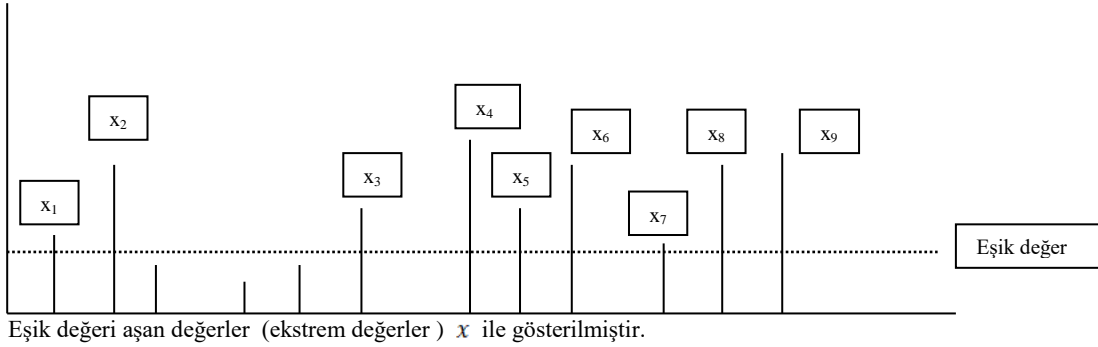 x₄
x₂
x₆
x₈
x₉
x₃
x₅
x₁
x₇
Eşik değer
Eşik değeri aşan değerler (ekstrem değerler ) x ile gösterilmiştir.